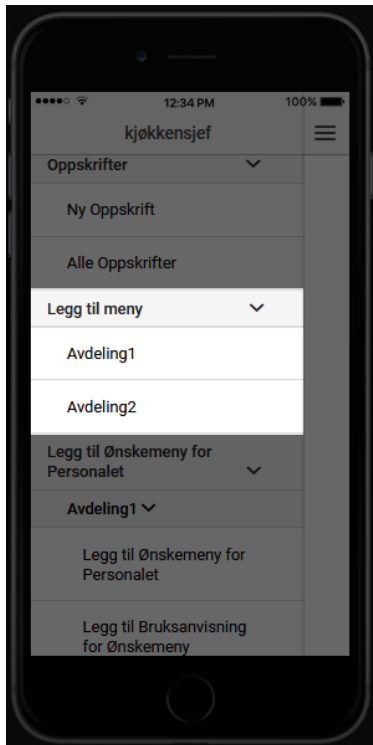 12:34 PM
100%
kjøkkensjef
Oppskrifter
Ny Oppskrift
Alle Oppskrifter
Legg til meny
Avdeling1
Avdeling2
Legg til Ønskemeny for
Personalet
Avdeling1
Legg til Ønskemeny for
Personalet
Legg til Bruksanvisning
for Ønskemeny